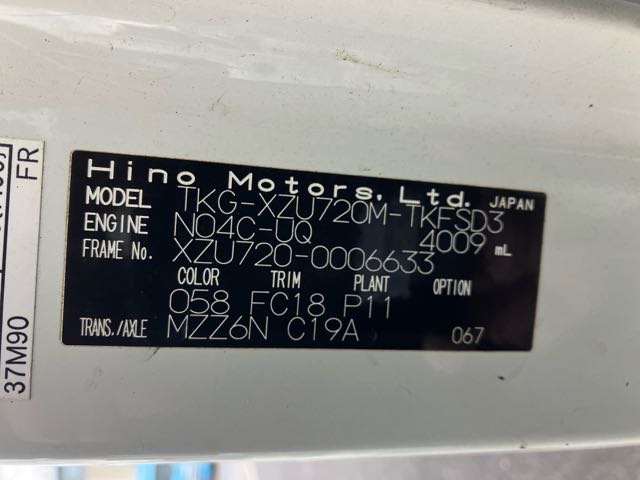 Hino Motors, Ltd. JAPAN
MODEL TKG-XZU720M-TKFSD3
ENGINE N04C-UQ 4009 mL
FRAME No. XZU720-0006633
COLOR TRIM PLANT OPTION
058 FC18 P11
TRANS./AXLE MZZ6N C19A 067
FR
37M90